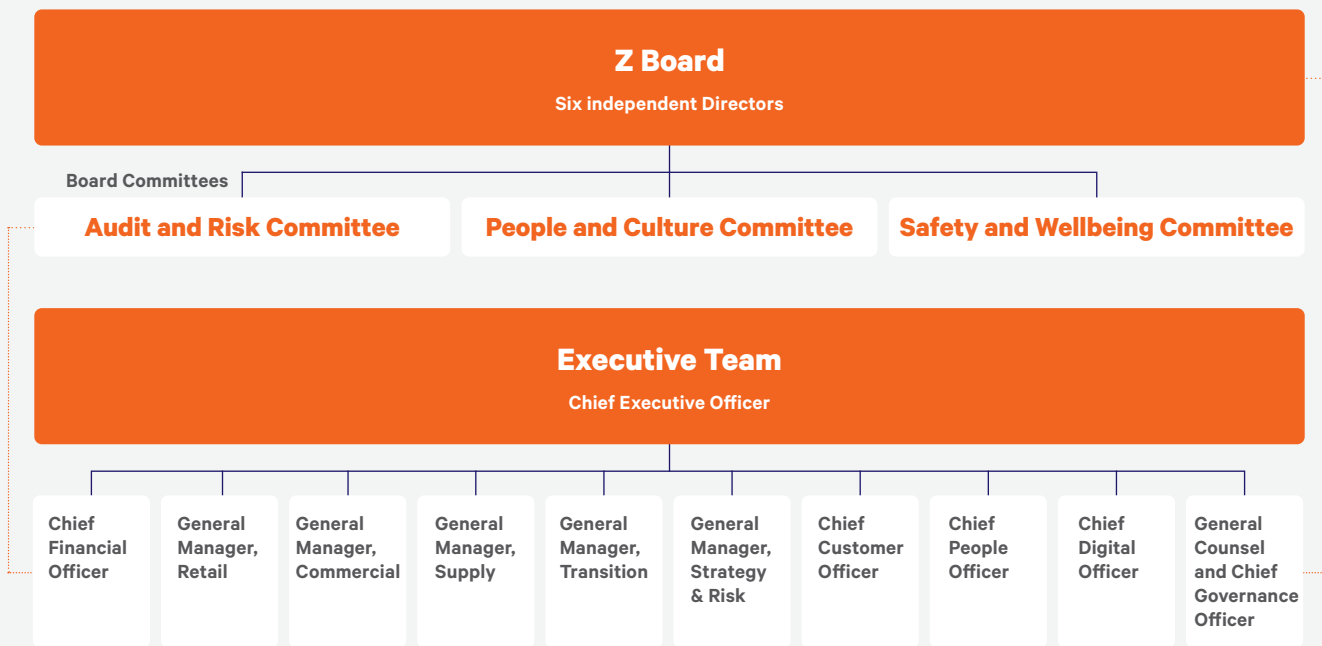 Z Board
Six independent Directors
Board Committees
Audit and Risk Committee
People and Culture Committee
Safety and Wellbeing Committee
Executive Team
Chief Executive Officer
Chief
Financial
Officer
General
Manager,
Retail
General
Manager,
Commercial
General
Manager,
Supply
General
Manager,
Transition
General
Manager,
Strategy
& Risk
Chief
Customer
Officer
Chief
People
Officer
Chief
Digital
Officer
General
Counsel
and Chief
Governance
Officer